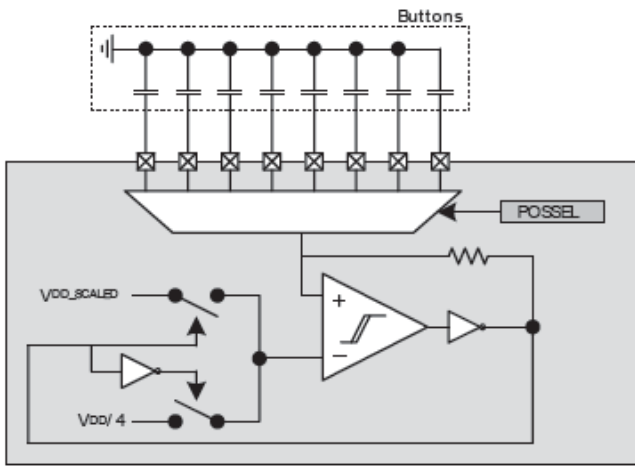 Buttons
POSSEL
VDD_SCALED
+
−
VDD/4